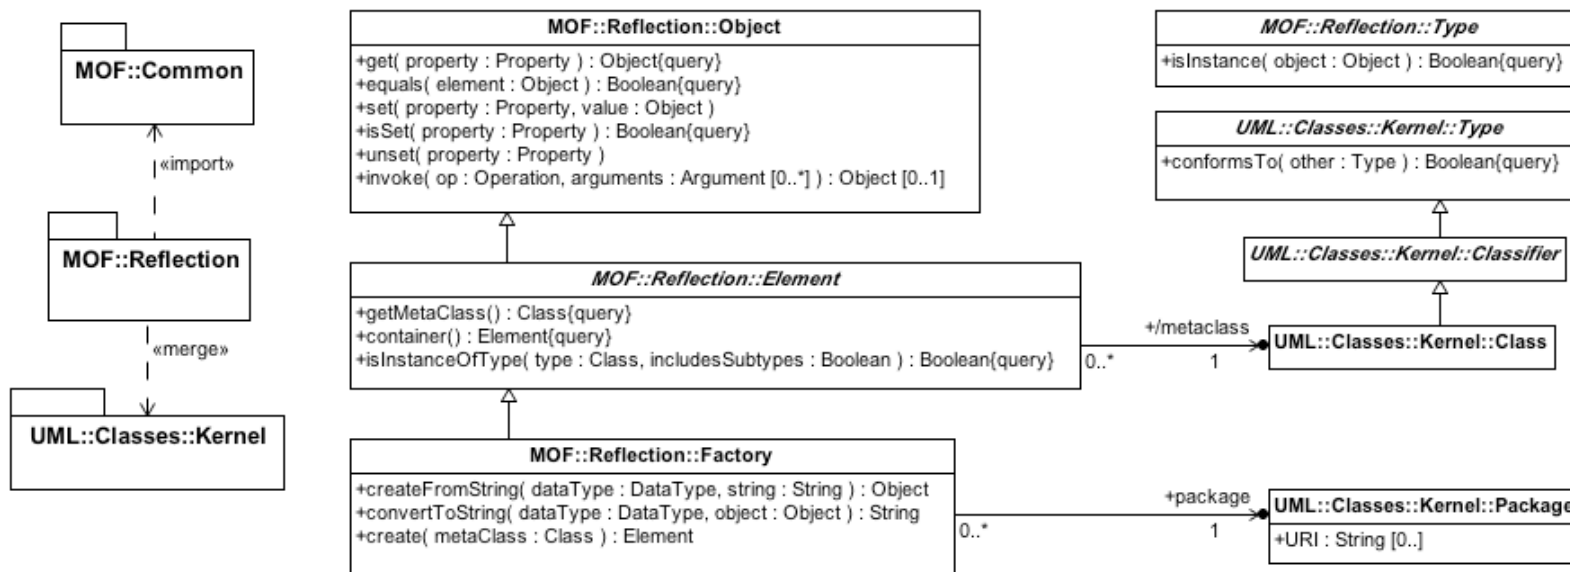 MOF::Common
«import»
MOF::Reflection
«merge»
UML::Classes::Kernel
MOF::Reflection::Object
+get( property : Property ) : Object{query}
+equals( element : Object ) : Boolean{query}
+set( property : Property, value : Object )
+isSet( property : Property ) : Boolean{query}
+unset( property : Property )
+invoke( op : Operation, arguments : Argument [0..*] ) : Object [0..1]
MOF::Reflection::Element
+getMetaClass() : Class{query}
+container() : Element{query}
+isInstanceOfType( type : Class, includesSubtypes : Boolean ) : Boolean{query}
MOF::Reflection::Factory
+createFromString( dataType : DataType, string : String ) : Object
+convertToString( dataType : DataType, object : Object ) : String
+create( metaClass : Class ) : Element
MOF::Reflection::Type
+isInstance( object : Object ) : Boolean{query}
UML::Classes::Kernel::Type
+conformsTo( other : Type ) : Boolean{query}
UML::Classes::Kernel::Classifier
+/metaclass
0..*
1
UML::Classes::Kernel::Class
+package
0..*
1
UML::Classes::Kernel::Package
+URI : String [0..]